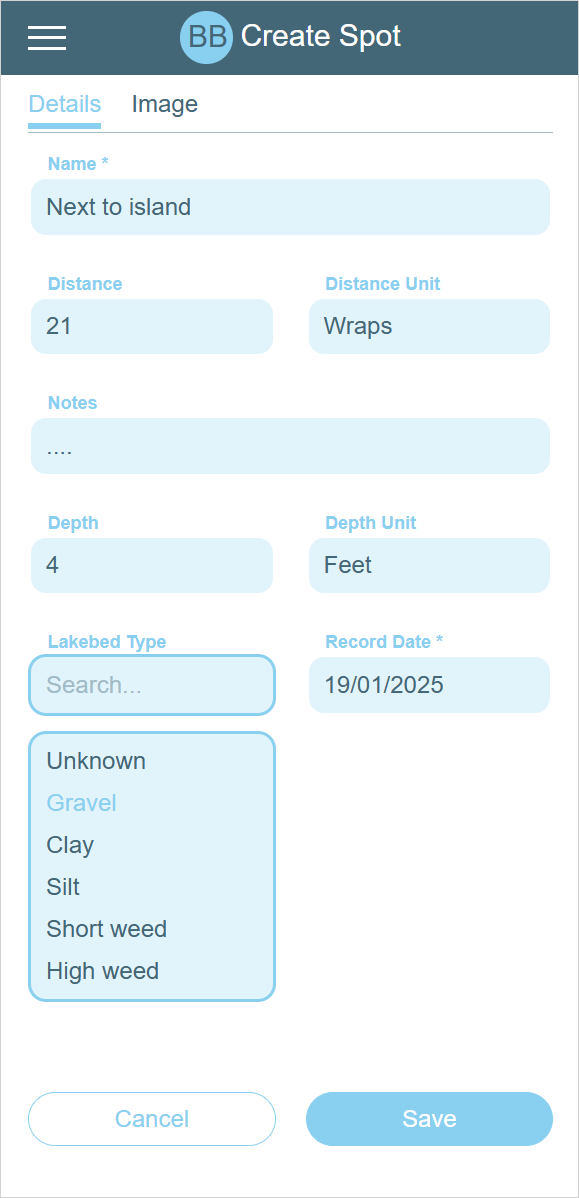 BB Create Spot
Details Image
Name *
Next to island
Distance Distance Unit
21 Wraps
Notes
....
Depth Depth Unit
4 Feet
Lakebed Type Record Date *
Search... 19/01/2025
Unknown
Gravel
Clay
Silt
Short weed
High weed
Cancel Save